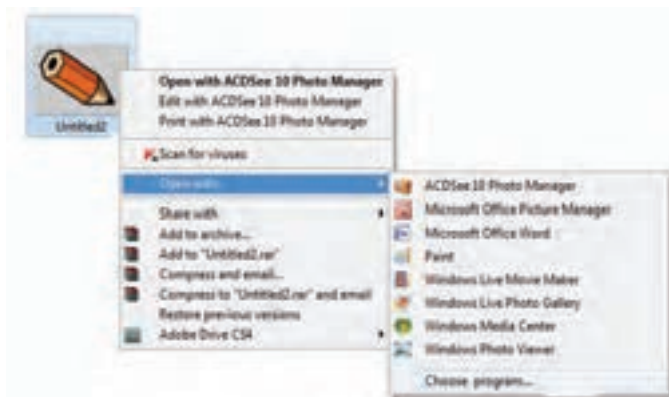 Untitled2
Open with ACDSee 10 Photo Manager
Edit with ACDSee 10 Photo Manager
Print with ACDSee 10 Photo Manager
Scan for viruses
Open with...
Share with
Add to archive...
Add to "Untitled2.rar"
Compress and email...
Compress to "Untitled2.rar" and email
Restore previous versions
Adobe Drive CS4
ACDSee 10 Photo Manager
Microsoft Office Picture Manager
Microsoft Office Word
Paint
Windows Live Movie Maker
Windows Live Photo Gallery
Windows Media Center
Windows Photo Viewer
Choose program...